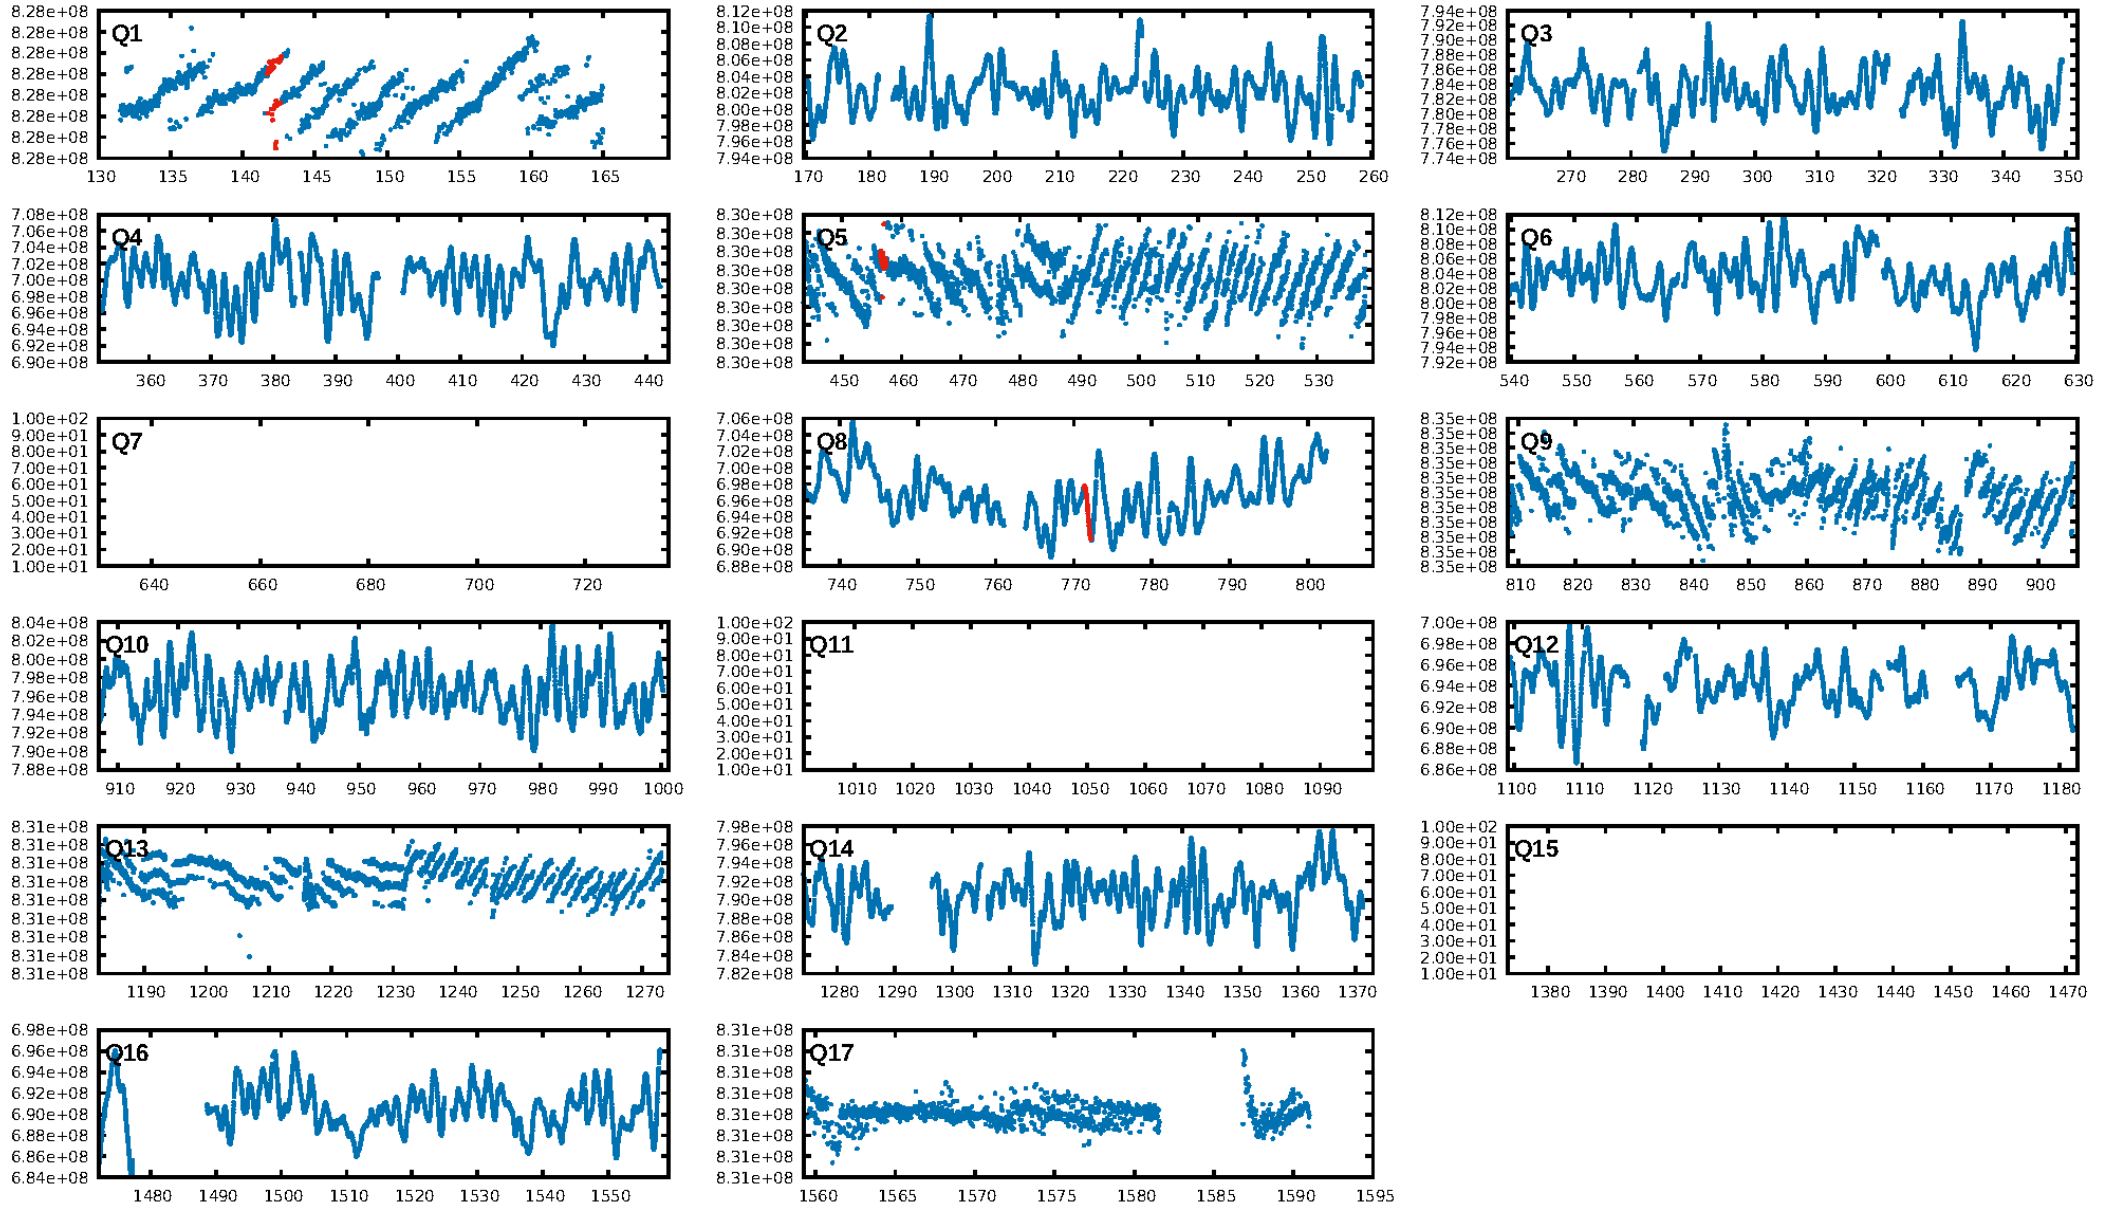 8.28e+08 8.28e+08 8.28e+08 8.28e+08 8.28e+08 8.28e+08 8.28e+08 8.28e+08
Q1
130 135 140 145 150 155 160 165
8.12e+08 8.10e+08 8.08e+08 8.06e+08 8.04e+08 8.02e+08 8.00e+08 7.98e+08 7.96e+08 7.94e+08
Q2
170 180 190 200 210 220 230 240 250 260
7.94e+08 7.92e+08 7.90e+08 7.88e+08 7.86e+08 7.84e+08 7.82e+08 7.80e+08 7.78e+08 7.76e+08 7.74e+08
Q3
270 280 290 300 310 320 330 340 350
7.08e+08 7.06e+08 7.04e+08 7.02e+08 7.00e+08 6.98e+08 6.96e+08 6.94e+08 6.92e+08 6.90e+08
Q4
360 370 380 390 400 410 420 430 440
8.30e+08 8.30e+08 8.30e+08 8.30e+08 8.30e+08 8.30e+08 8.30e+08 8.30e+08 8.30e+08
Q5
450 460 470 480 490 500 510 520 530
8.12e+08 8.10e+08 8.08e+08 8.06e+08 8.04e+08 8.02e+08 8.00e+08 7.98e+08 7.96e+08 7.94e+08 7.92e+08
Q6
540 550 560 570 580 590 600 610 620 630
1.00e+02 9.00e+01 8.00e+01 7.00e+01 6.00e+01 5.00e+01 4.00e+01 3.00e+01 2.00e+01 1.00e+01
Q7
640 660 680 700 720
7.06e+08 7.04e+08 7.02e+08 7.00e+08 6.98e+08 6.96e+08 6.94e+08 6.92e+08 6.90e+08 6.88e+08
Q8
740 750 760 770 780 790 800
8.35e+08 8.35e+08 8.35e+08 8.35e+08 8.35e+08 8.35e+08 8.35e+08 8.35e+08 8.35e+08 8.35e+08 8.35e+08
Q9
810 820 830 840 850 860 870 880 890 900
8.04e+08 8.02e+08 8.00e+08 7.98e+08 7.96e+08 7.94e+08 7.92e+08 7.90e+08 7.88e+08
Q10
910 920 930 940 950 960 970 980 990 1000
1.00e+02 9.00e+01 8.00e+01 7.00e+01 6.00e+01 5.00e+01 4.00e+01 3.00e+01 2.00e+01 1.00e+01
Q11
1010 1020 1030 1040 1050 1060 1070 1080 1090
7.00e+08 6.98e+08 6.96e+08 6.94e+08 6.92e+08 6.90e+08 6.88e+08 6.86e+08
Q12
1100 1110 1120 1130 1140 1150 1160 1170 1180
8.31e+08 8.31e+08 8.31e+08 8.31e+08 8.31e+08 8.31e+08 8.31e+08 8.31e+08 8.31e+08
Q13
1190 1200 1210 1220 1230 1240 1250 1260 1270
7.98e+08 7.96e+08 7.94e+08 7.92e+08 7.90e+08 7.88e+08 7.86e+08 7.84e+08 7.82e+08
Q14
1280 1290 1300 1310 1320 1330 1340 1350 1360 1370
1.00e+02 9.00e+01 8.00e+01 7.00e+01 6.00e+01 5.00e+01 4.00e+01 3.00e+01 2.00e+01 1.00e+01
Q15
1380 1390 1400 1410 1420 1430 1440 1450 1460 1470
6.98e+08 6.96e+08 6.94e+08 6.92e+08 6.90e+08 6.88e+08 6.86e+08 6.84e+08
Q16
1480 1490 1500 1510 1520 1530 1540 1550
8.31e+08 8.31e+08 8.31e+08 8.31e+08 8.31e+08 8.31e+08 8.31e+08 8.31e+08
Q17
1560 1565 1570 1575 1580 1585 1590 1595